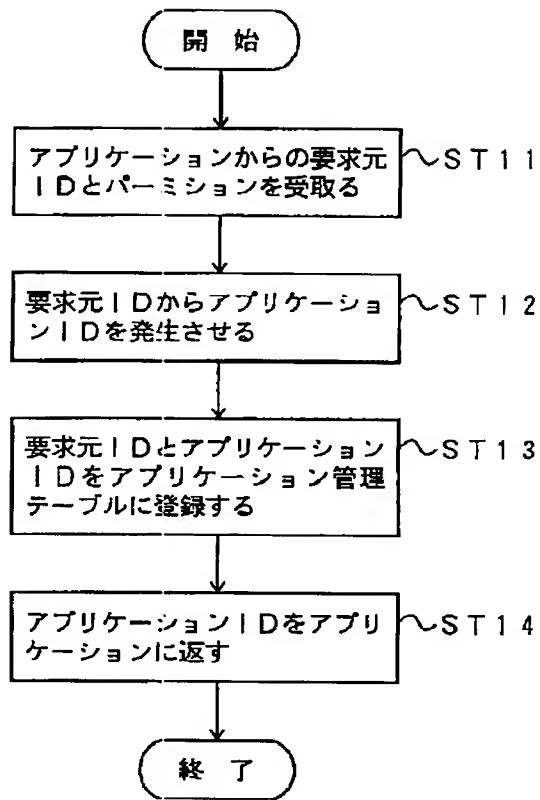 開 始
アプリケーションからの要求元
IDとパーミションを受取る
ST11
要求元IDからアプリケーショ
ンIDを発生させる
ST12
要求元IDとアプリケーション
IDをアプリケーション管理
テーブルに登録する
ST13
アプリケーションIDをアプリ
ケーションに返す
ST14
終 了